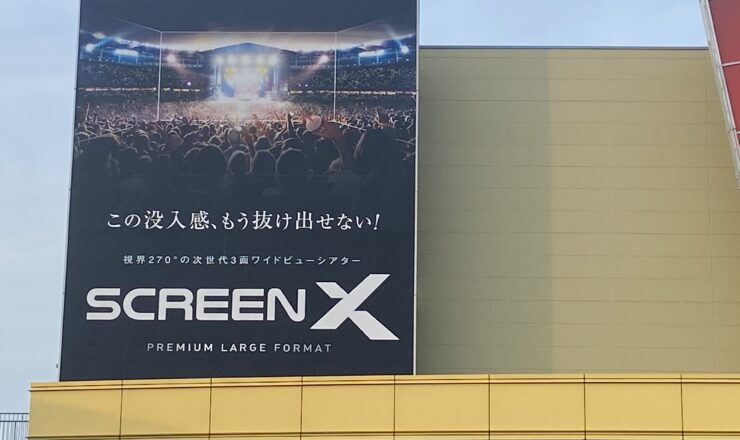 この没入感、もう抜け出せない!
視界270°の次世代3面ワイドビューシアター
SCREEN X
PREMIUM LARGE FORMAT